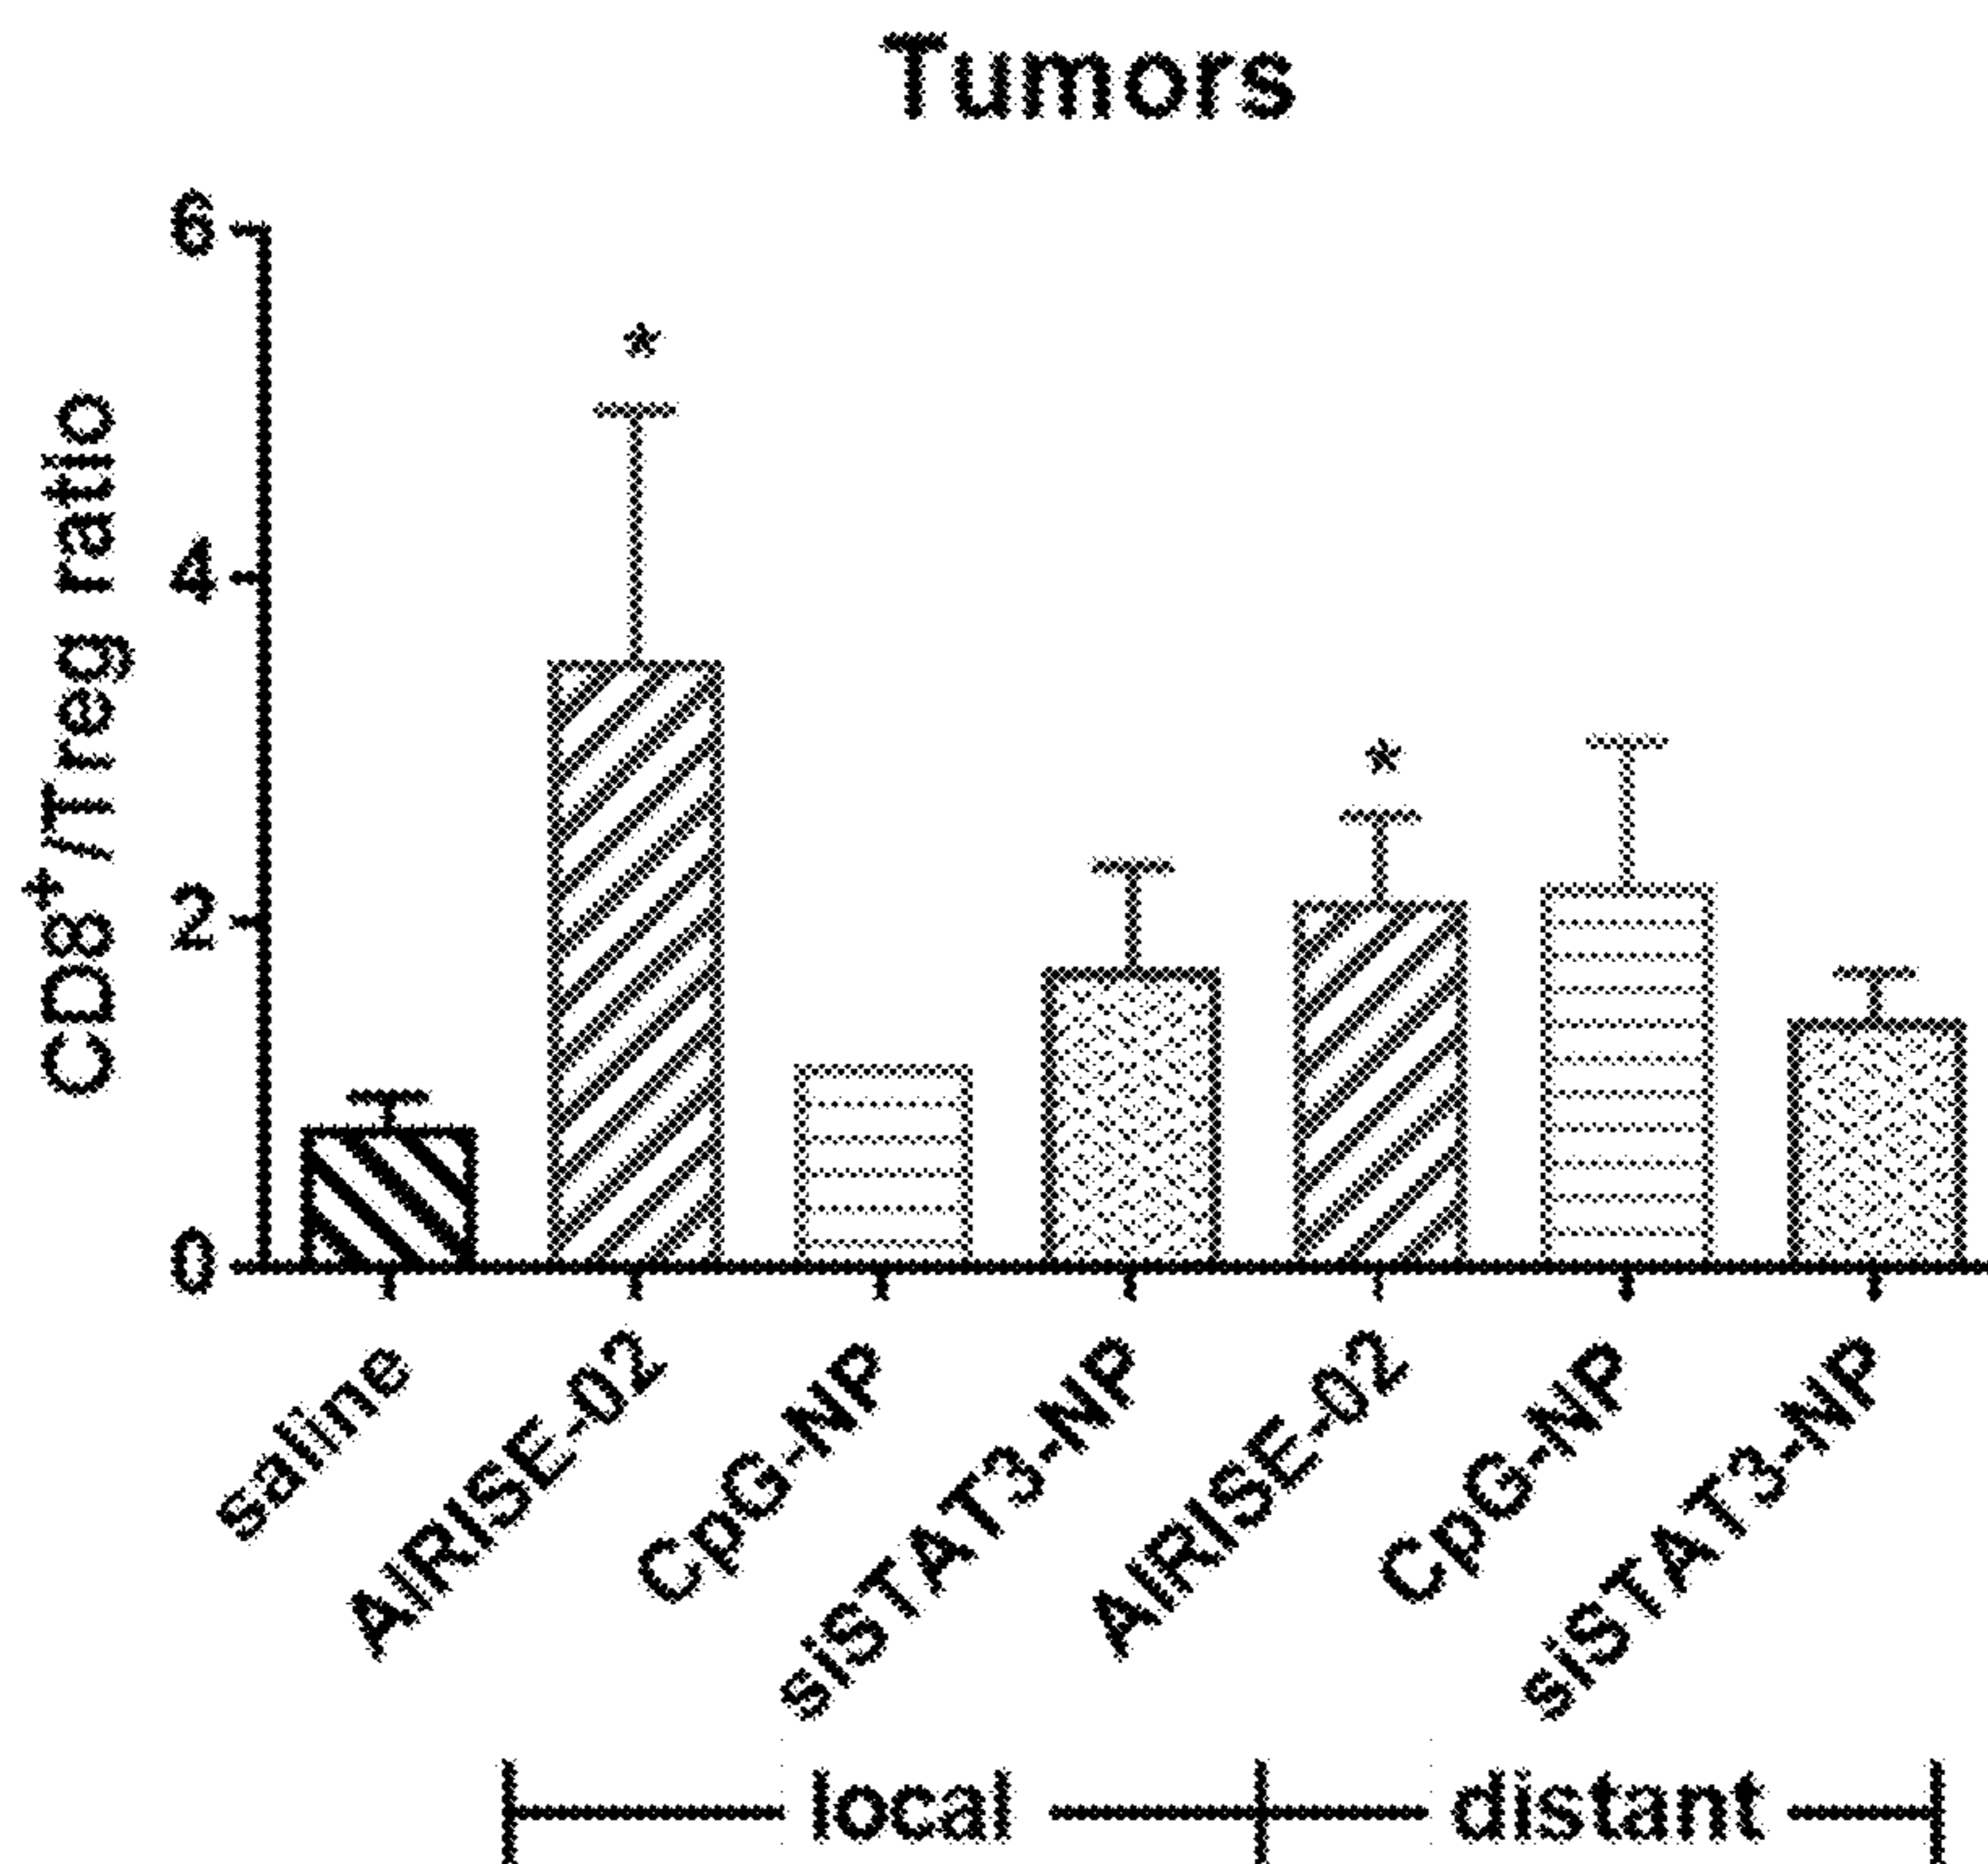 Tumors
CD8⁺/Treg ratio
6
*
4
*
2
0
saline
AIRISE-02
CpG-NP
siSTAT3-NP
AIRISE-02
CpG-NP
siSTAT3-NP
local
distant